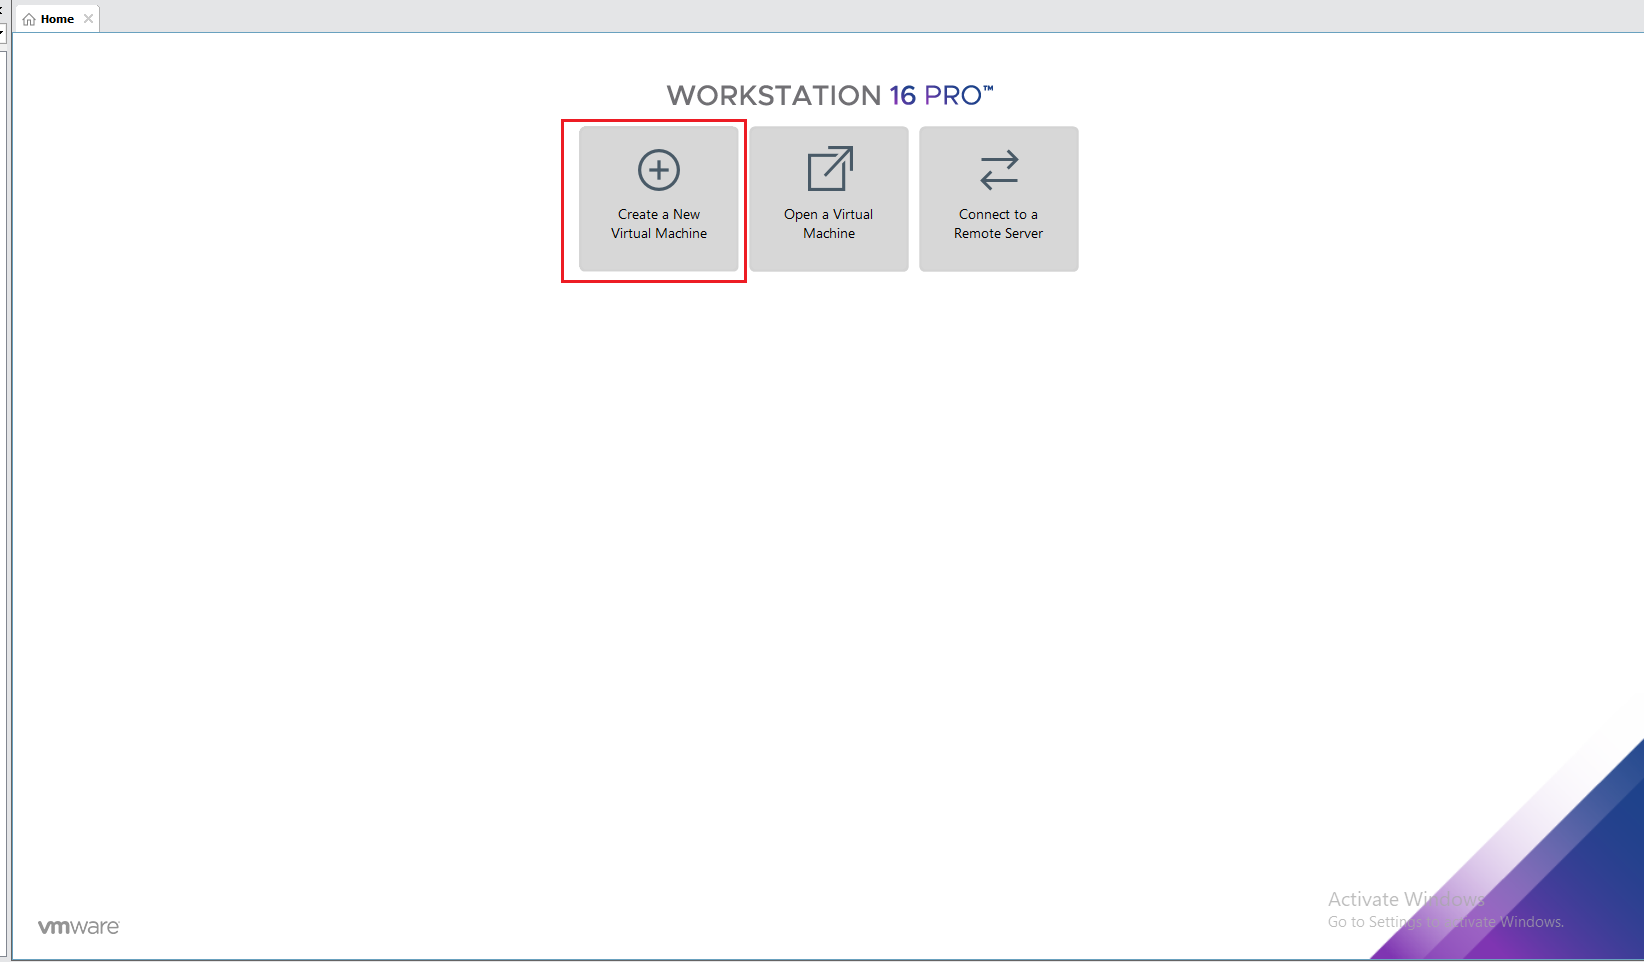 Home
WORKSTATION 16 PRO™
Create a New
Virtual Machine
Open a Virtual
Machine
Connect to a
Remote Server
Activate Windows
Go to Settings to activate Windows.
vmware